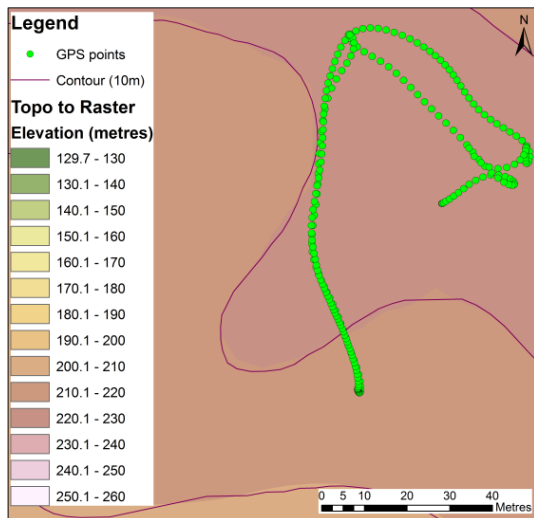 Legend
GPS points
Contour (10m)
Topo to Raster
Elevation (metres)
129.7 - 130
130.1 - 140
140.1 - 150
150.1 - 160
160.1 - 170
170.1 - 180
180.1 - 190
190.1 - 200
200.1 - 210
210.1 - 220
220.1 - 230
230.1 - 240
240.1 - 250
250.1 - 260
N
0 5 10 20 30 40
Metres